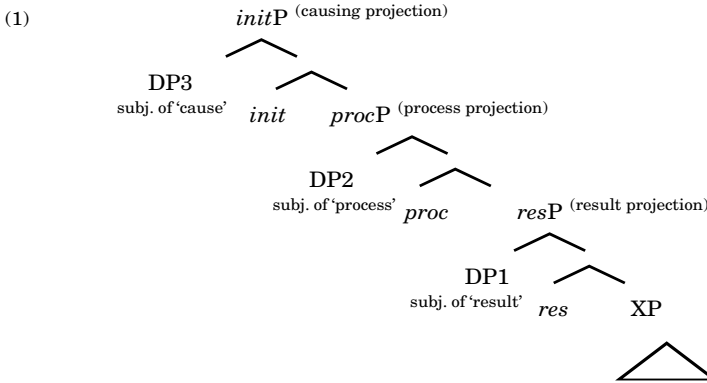 (1)
initP (causing projection)
DP3
subj. of ‘cause’ init procP (process projection)
DP2
subj. of ‘process’ proc resP (result projection)
DP1
subj. of ‘result’ res XP